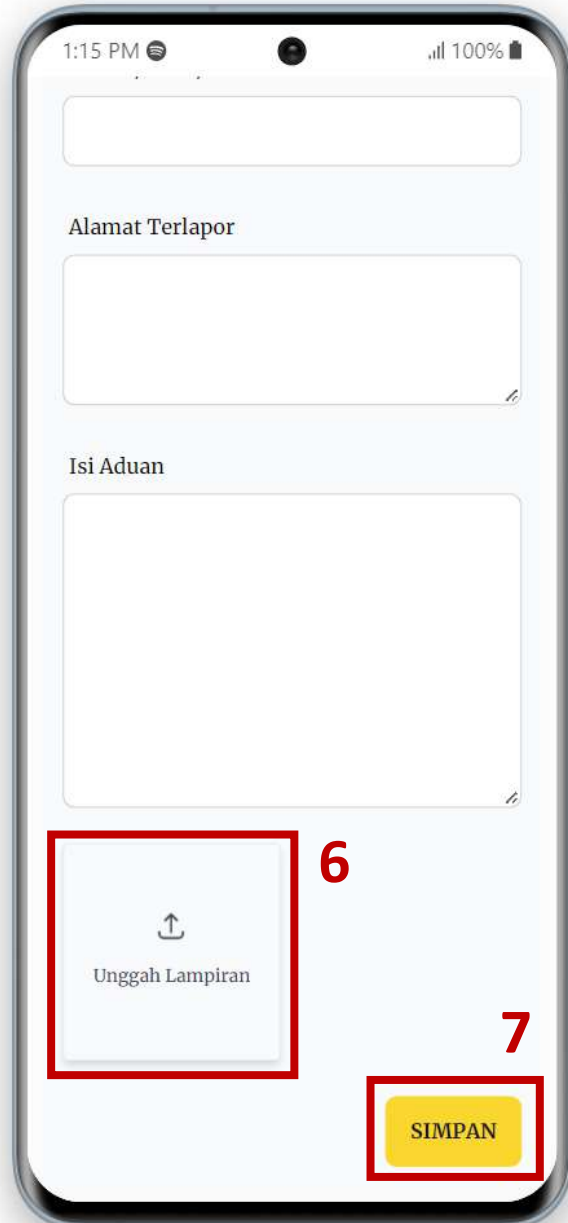 1:15 PM 100%
Alamat Terlapor
Isi Aduan
6
Unggah Lampiran
7
SIMPAN